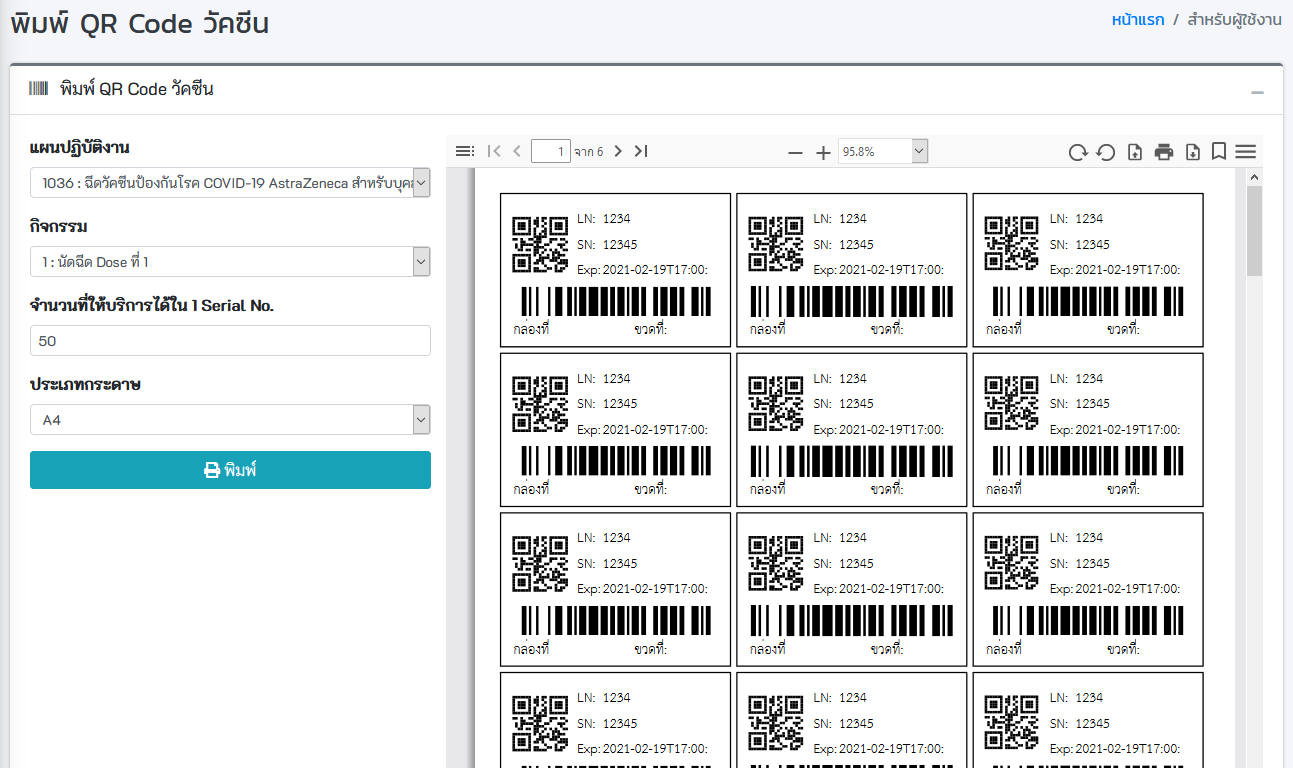 พิมพ์ QR Code วัคซีน
หน้าแรก / สำหรับผู้ใช้งาน
พิมพ์ QR Code วัคซีน
แผนปฏิบัติงาน
1036 : ฉีดวัคซีนป้องกันโรค COVID-19 AstraZeneca สำหรับบุค
กิจกรรม
1 : นัดฉีด Dose ที่ 1
จำนวนที่ให้บริการได้ใน 1 Serial No.
50
ประเภทกระดาษ
A4
พิมพ์
1 จาก 6 95.8%
LN: 1234 LN: 1234 LN: 1234
SN: 12345 SN: 12345 SN: 12345
Exp: 2021-02-19T17:00: Exp: 2021-02-19T17:00: Exp: 2021-02-19T17:00:
กล่องที่ ขวดที่: กล่องที่ ขวดที่: กล่องที่ ขวดที่:
LN: 1234 LN: 1234 LN: 1234
SN: 12345 SN: 12345 SN: 12345
Exp: 2021-02-19T17:00: Exp: 2021-02-19T17:00: Exp: 2021-02-19T17:00:
กล่องที่ ขวดที่: กล่องที่ ขวดที่: กล่องที่ ขวดที่:
LN: 1234 LN: 1234 LN: 1234
SN: 12345 SN: 12345 SN: 12345
Exp: 2021-02-19T17:00: Exp: 2021-02-19T17:00: Exp: 2021-02-19T17:00:
กล่องที่ ขวดที่: กล่องที่ ขวดที่: กล่องที่ ขวดที่:
LN: 1234 LN: 1234 LN: 1234
SN: 12345 SN: 12345 SN: 12345
Exp: 2021-02-19T17:00: Exp: 2021-02-19T17:00: Exp: 2021-02-19T17:00: